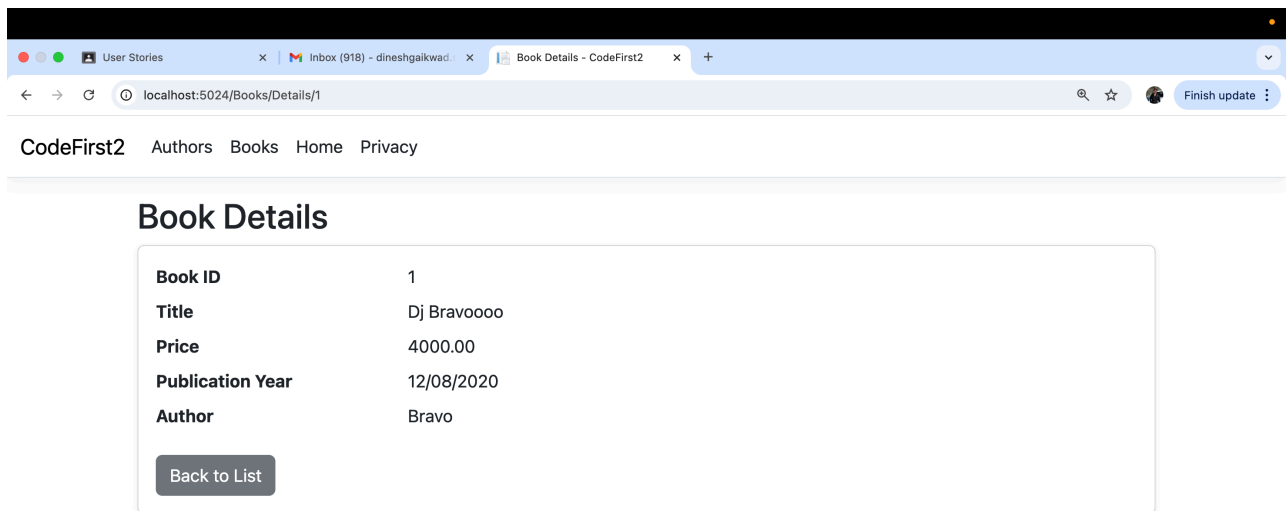 User Stories
Inbox (918) - dineshgaikwad.s
Book Details - CodeFirst2
localhost:5024/Books/Details/1
Finish update
CodeFirst2 Authors Books Home Privacy
Book Details
Book ID 1
Title Dj Bravoooo
Price 4000.00
Publication Year 12/08/2020
Author Bravo
Back to List